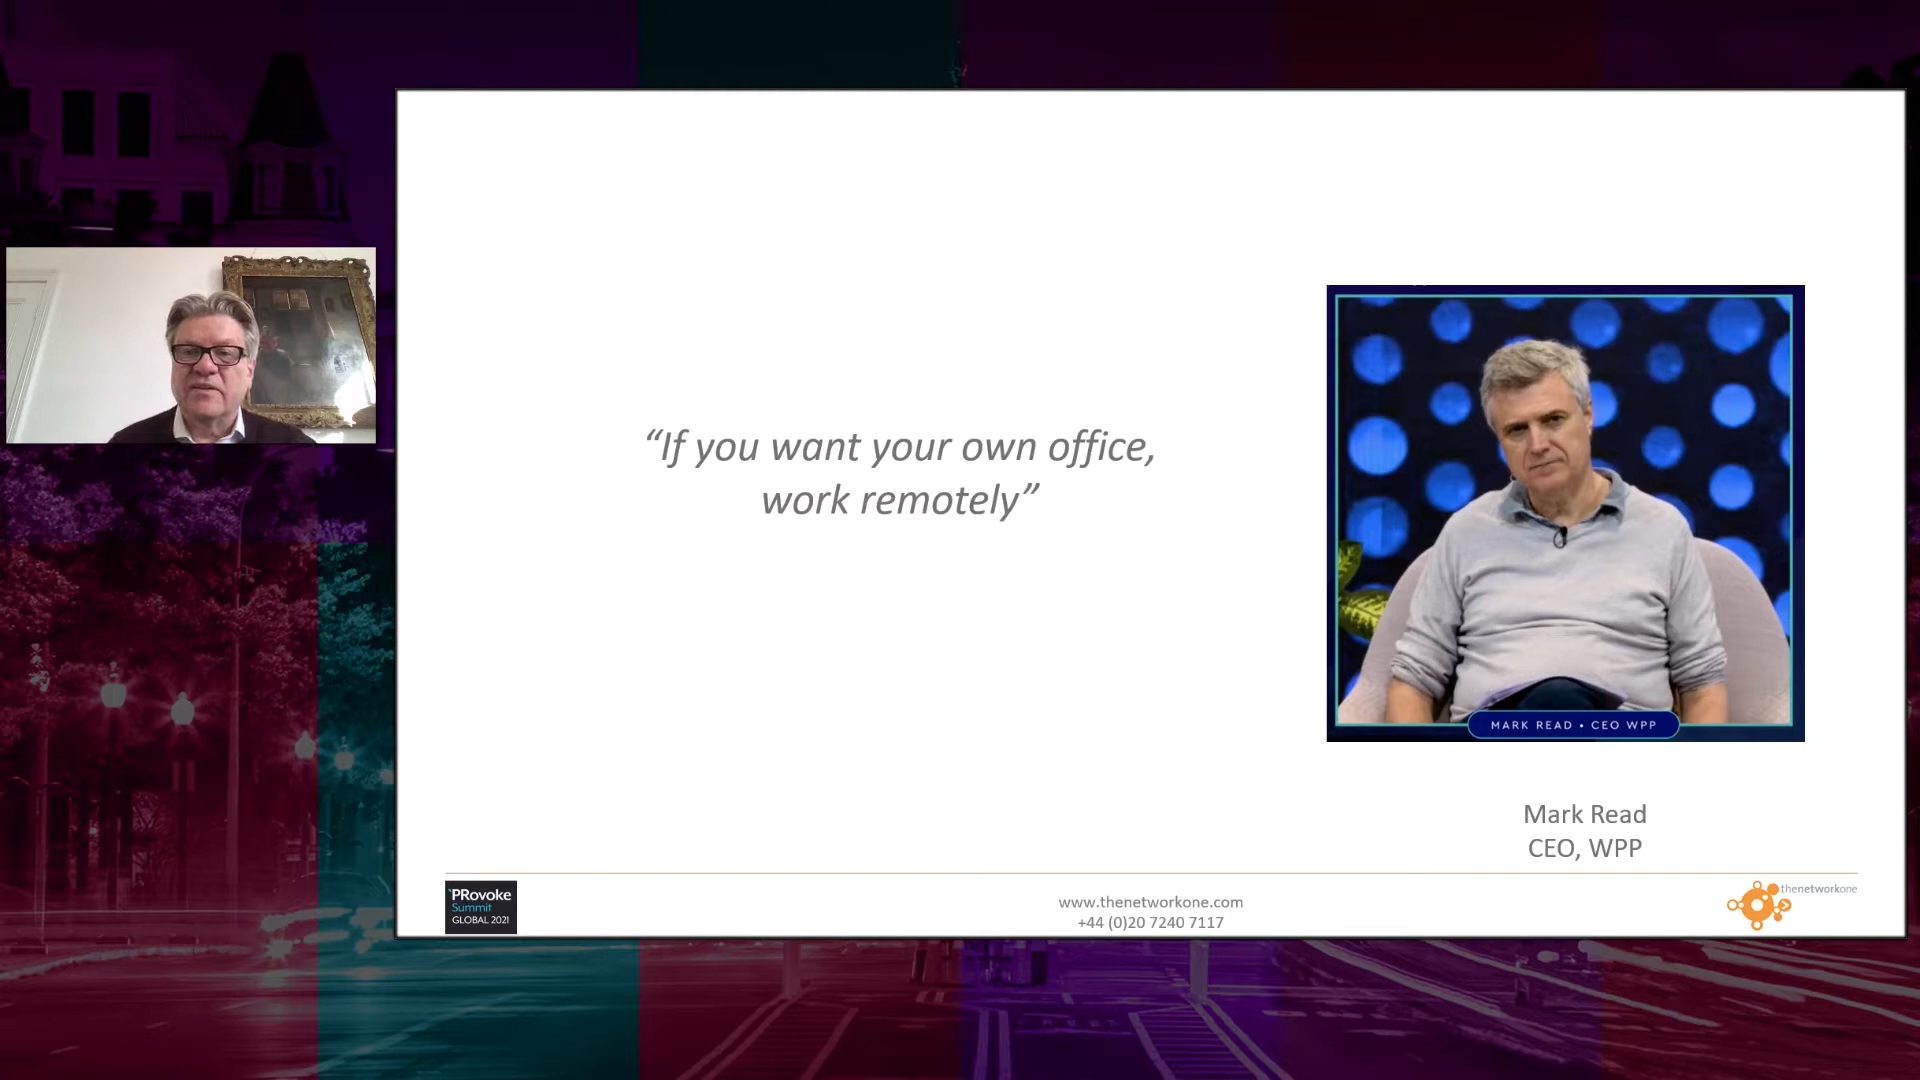 “If you want your own office,
work remotely”
MARK READ • CEO WPP
Mark Read
CEO, WPP
PRovoke
Summit
GLOBAL 2021
www.thenetworkone.com
+44 (0)20 7240 7117
thenetworkone